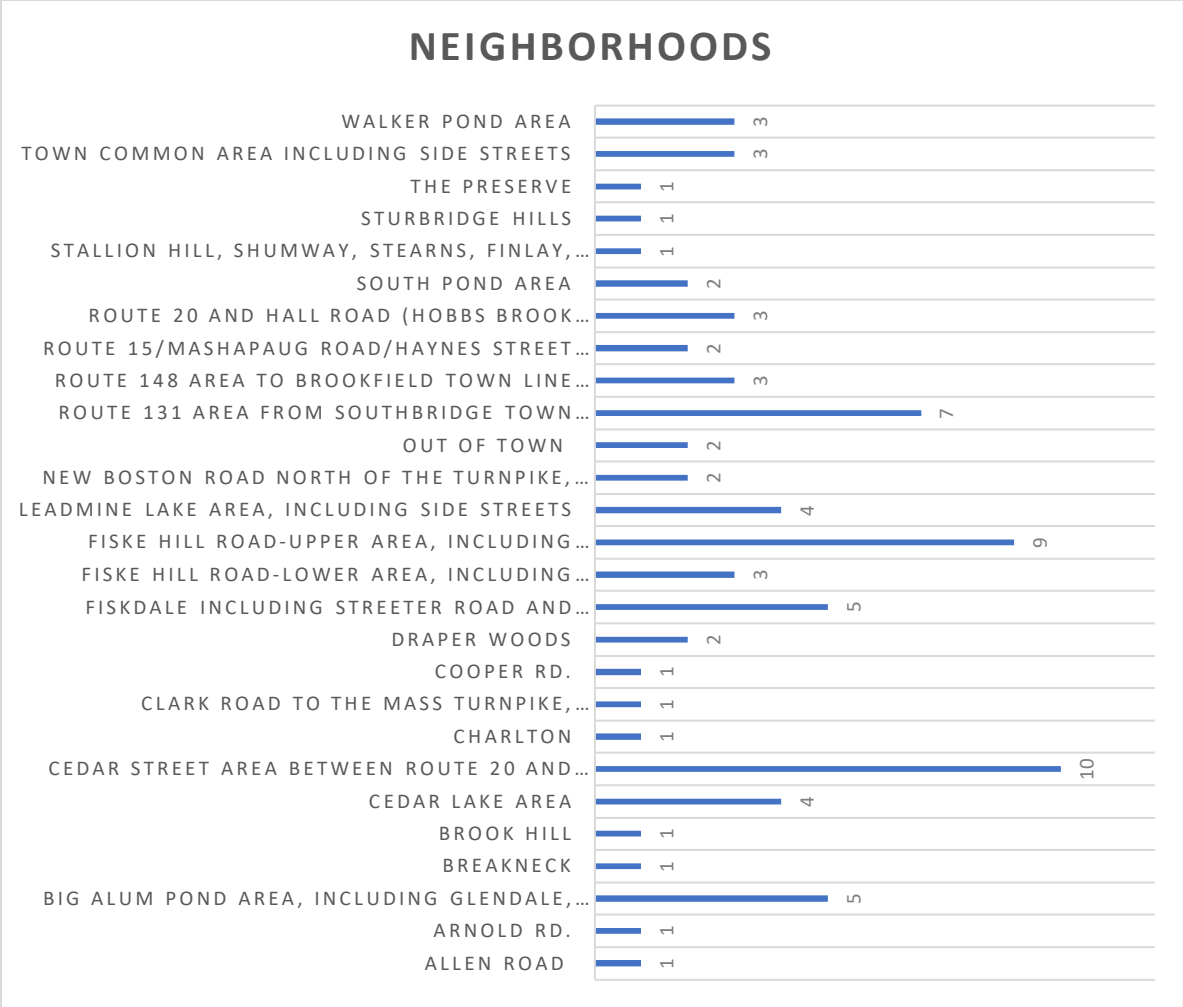 NEIGHBORHOODS
WALKER POND AREA 3
TOWN COMMON AREA INCLUDING SIDE STREETS 3
THE PRESERVE 1
STURBRIDGE HILLS 1
STALLION HILL, SHUMWAY, STEARNS, FINLAY,… 1
SOUTH POND AREA 2
ROUTE 20 AND HALL ROAD (HOBBS BROOK… 3
ROUTE 15/MASHAPAUG ROAD/HAYNES STREET… 2
ROUTE 148 AREA TO BROOKFIELD TOWN LINE… 3
ROUTE 131 AREA FROM SOUTHBRIDGE TOWN… 7
OUT OF TOWN 2
NEW BOSTON ROAD NORTH OF THE TURNPIKE,… 2
LEADMINE LAKE AREA, INCLUDING SIDE STREETS 4
FISKE HILL ROAD-UPPER AREA, INCLUDING… 9
FISKE HILL ROAD-LOWER AREA, INCLUDING… 3
FISKDALE INCLUDING STREETER ROAD AND… 5
DRAPER WOODS 2
COOPER RD. 1
CLARK ROAD TO THE MASS TURNPIKE,… 1
CHARLTON 1
CEDAR STREET AREA BETWEEN ROUTE 20 AND… 10
CEDAR LAKE AREA 4
BROOK HILL 1
BREAKNECK 1
BIG ALUM POND AREA, INCLUDING GLENDALE,… 5
ARNOLD RD. 1
ALLEN ROAD 1